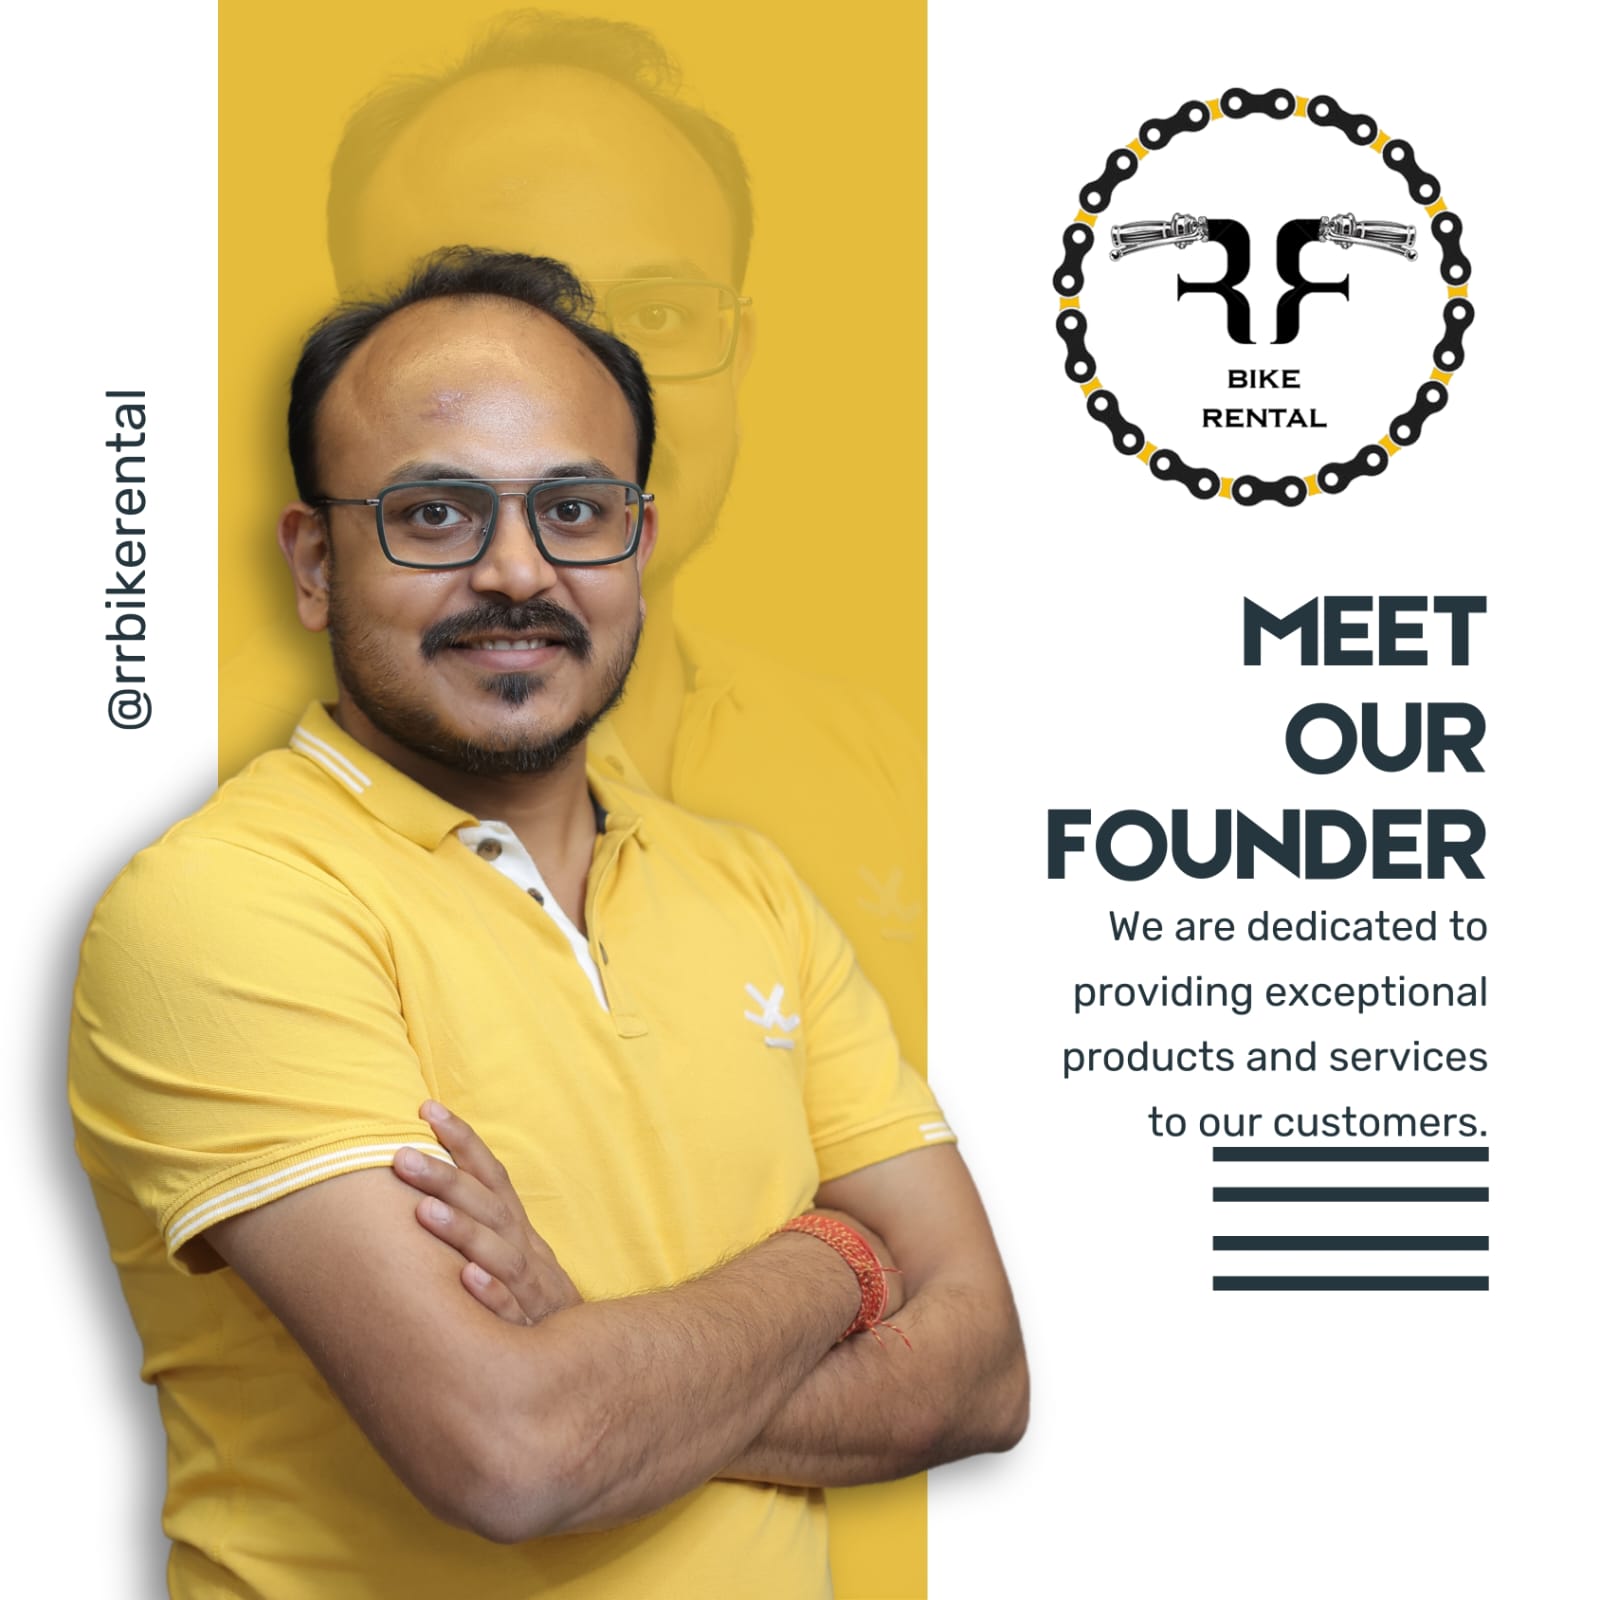 @rrbikerental
RR
BIKE
RENTAL
MEET
OUR
FOUNDER
We are dedicated to
providing exceptional
products and services
to our customers.